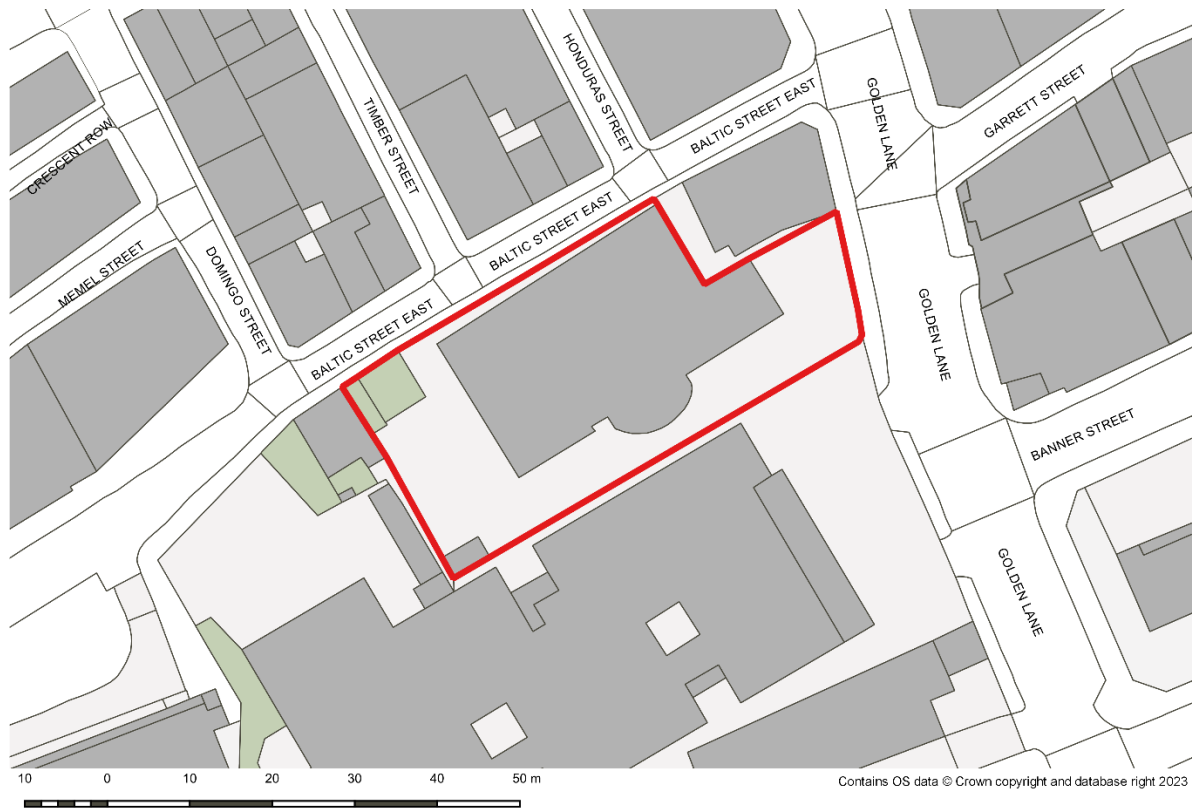 HONDURAS STREET
GOLDEN LANE
BALTIC STREET EAST
GARRETT STREET
TIMBER STREET
CRESCENT ROW
BALTIC STREET EAST
MEMEL STREET
DOMINGO STREET
BALTIC STREET EAST
GOLDEN LANE
BANNER STREET
GOLDEN LANE
10 0 10 20 30 40 50 m
Contains OS data © Crown copyright and database right 2023